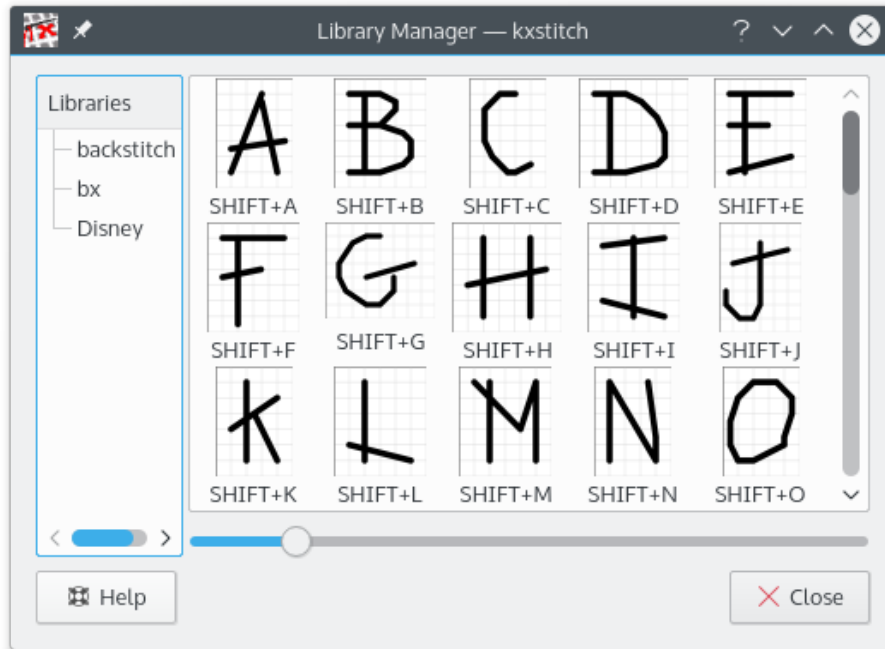 Library Manager — kxstitch
Libraries
backstitch
bx
Disney
A B C D E
SHIFT+A SHIFT+B SHIFT+C SHIFT+D SHIFT+E
F G H I J
SHIFT+F SHIFT+G SHIFT+H SHIFT+I SHIFT+J
K L M N O
SHIFT+K SHIFT+L SHIFT+M SHIFT+N SHIFT+O
Help
Close